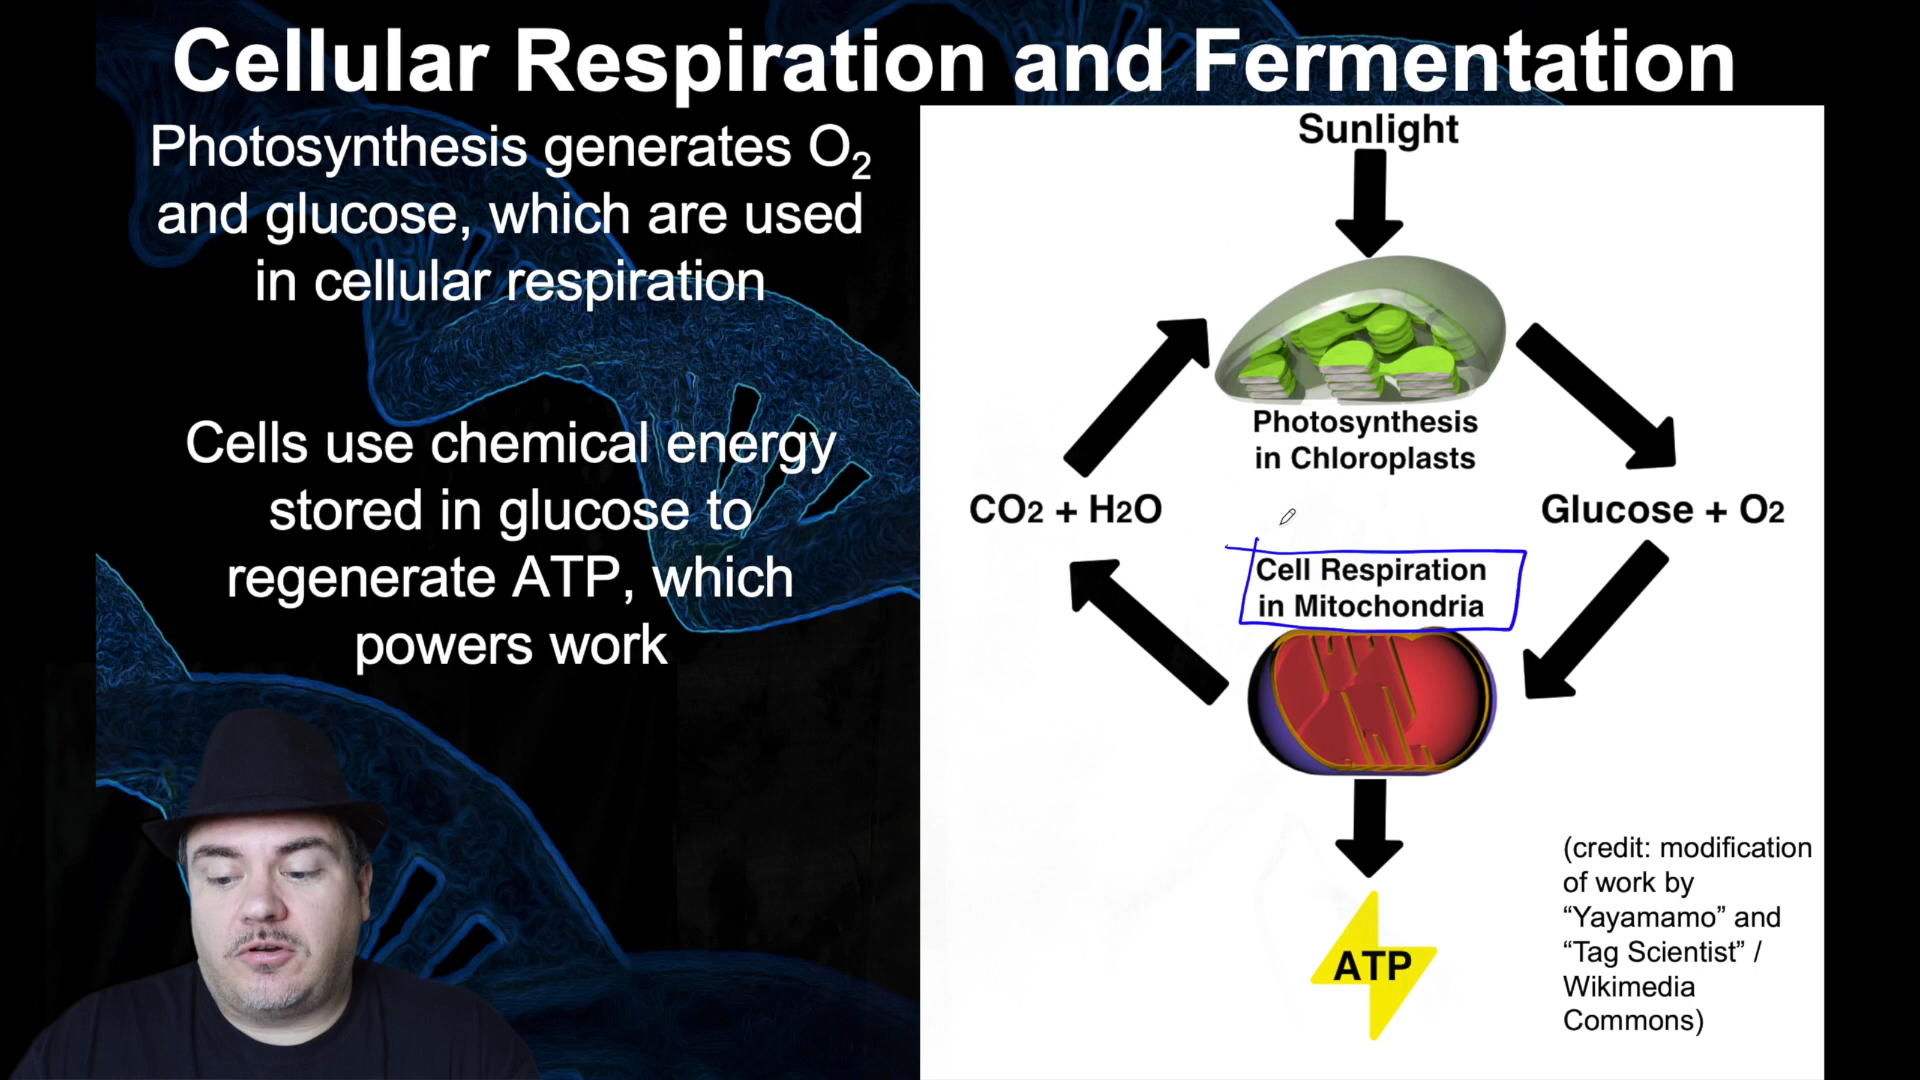 Cellular Respiration and Fermentation
Photosynthesis generates O₂
and glucose, which are used
in cellular respiration
Cells use chemical energy
stored in glucose to
regenerate ATP, which
powers work
Sunlight
Photosynthesis
in Chloroplasts
CO2 + H2O
Glucose + O2
Cell Respiration
in Mitochondria
ATP
(credit: modification
of work by
“Yayamamo” and
“Tag Scientist” /
Wikimedia
Commons)